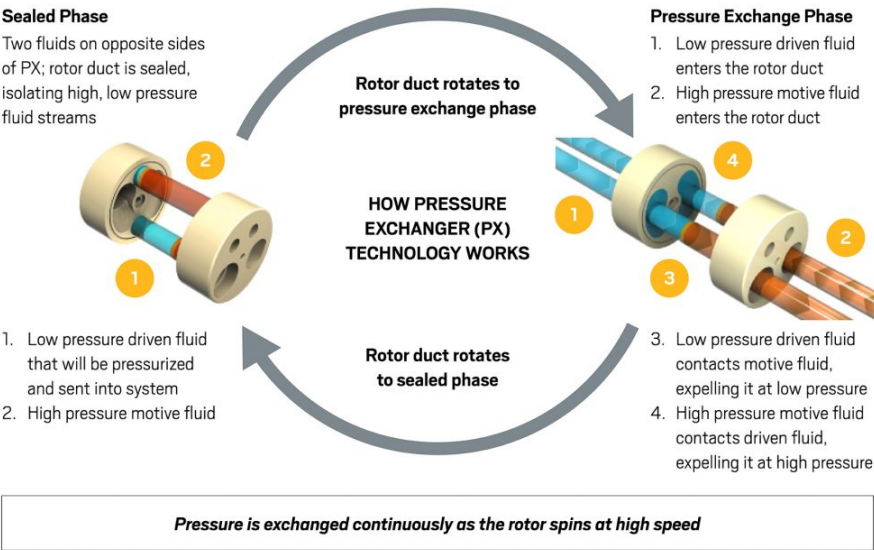 Sealed Phase
Two fluids on opposite sides
of PX; rotor duct is sealed,
isolating high, low pressure
fluid streams
2
1
1. Low pressure driven fluid
that will be pressurized
and sent into system
2. High pressure motive fluid
Rotor duct rotates to
pressure exchange phase
HOW PRESSURE
EXCHANGER (PX)
TECHNOLOGY WORKS
Rotor duct rotates
to sealed phase
Pressure Exchange Phase
1. Low pressure driven fluid
enters the rotor duct
2. High pressure motive fluid
enters the rotor duct
4
1
2
3
3. Low pressure driven fluid
contacts motive fluid,
expelling it at low pressure
4. High pressure motive fluid
contacts driven fluid,
expelling it at high pressure
Pressure is exchanged continuously as the rotor spins at high speed